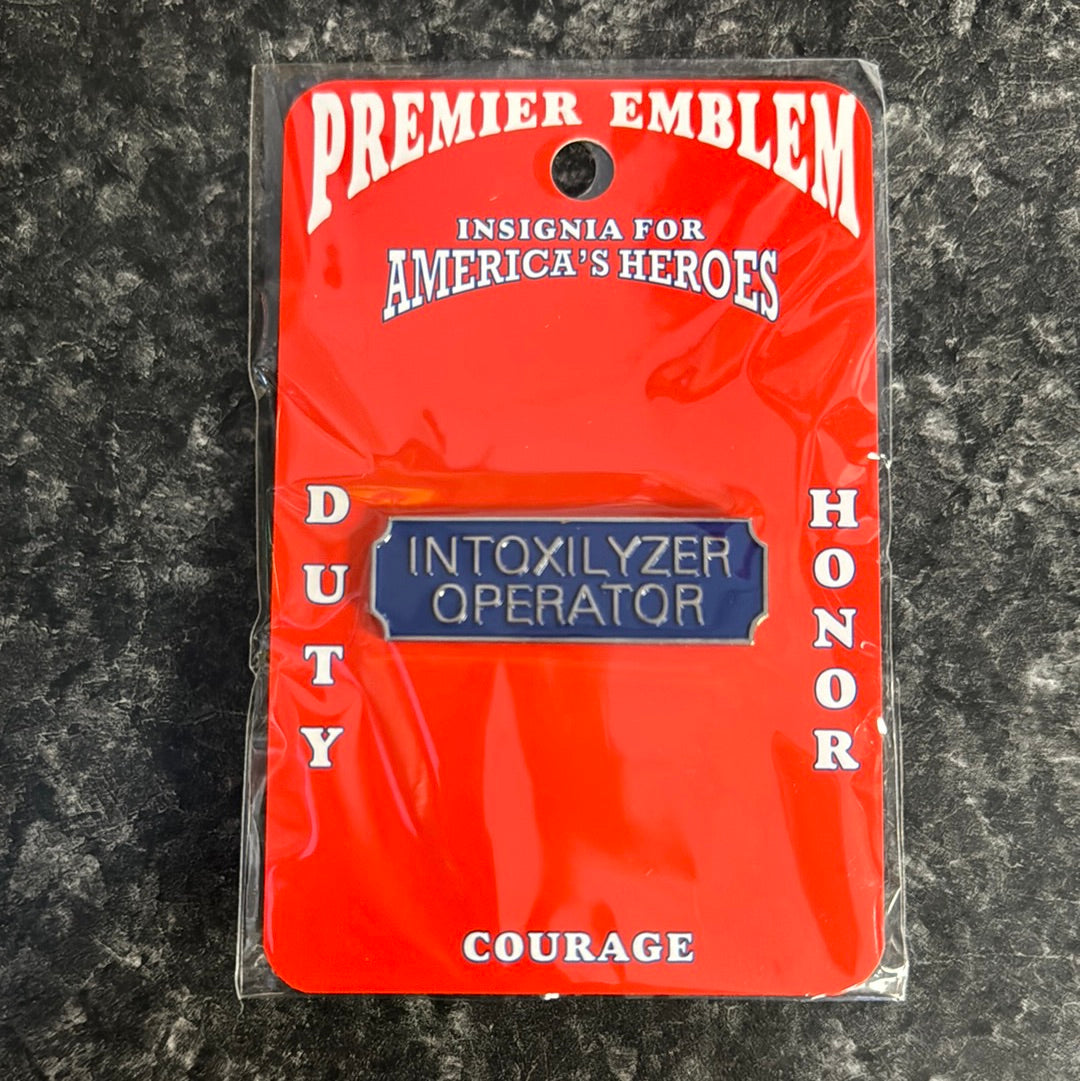 PREMIER EMBLEM
INSIGNIA FOR
AMERICA'S HEROES
DUTY
HONOR
INTOXILYZER
OPERATOR
COURAGE